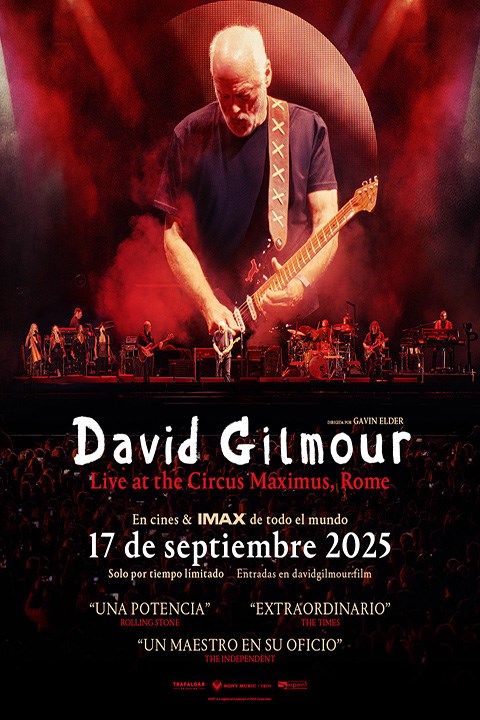 DIRIGIDA POR GAVIN ELDER
David Gilmour
Live at the Circus Maximus, Rome
En cines & IMAX de todo el mundo
17 de septiembre 2025
Solo por tiempo limitado Entradas en davidgilmour.film
“UNA POTENCIA” “EXTRAORDINARIO”
ROLLING STONE THE TIMES
“UN MAESTRO EN SU OFICIO”
THE INDEPENDENT
TRAFALGAR SONY MUSIC